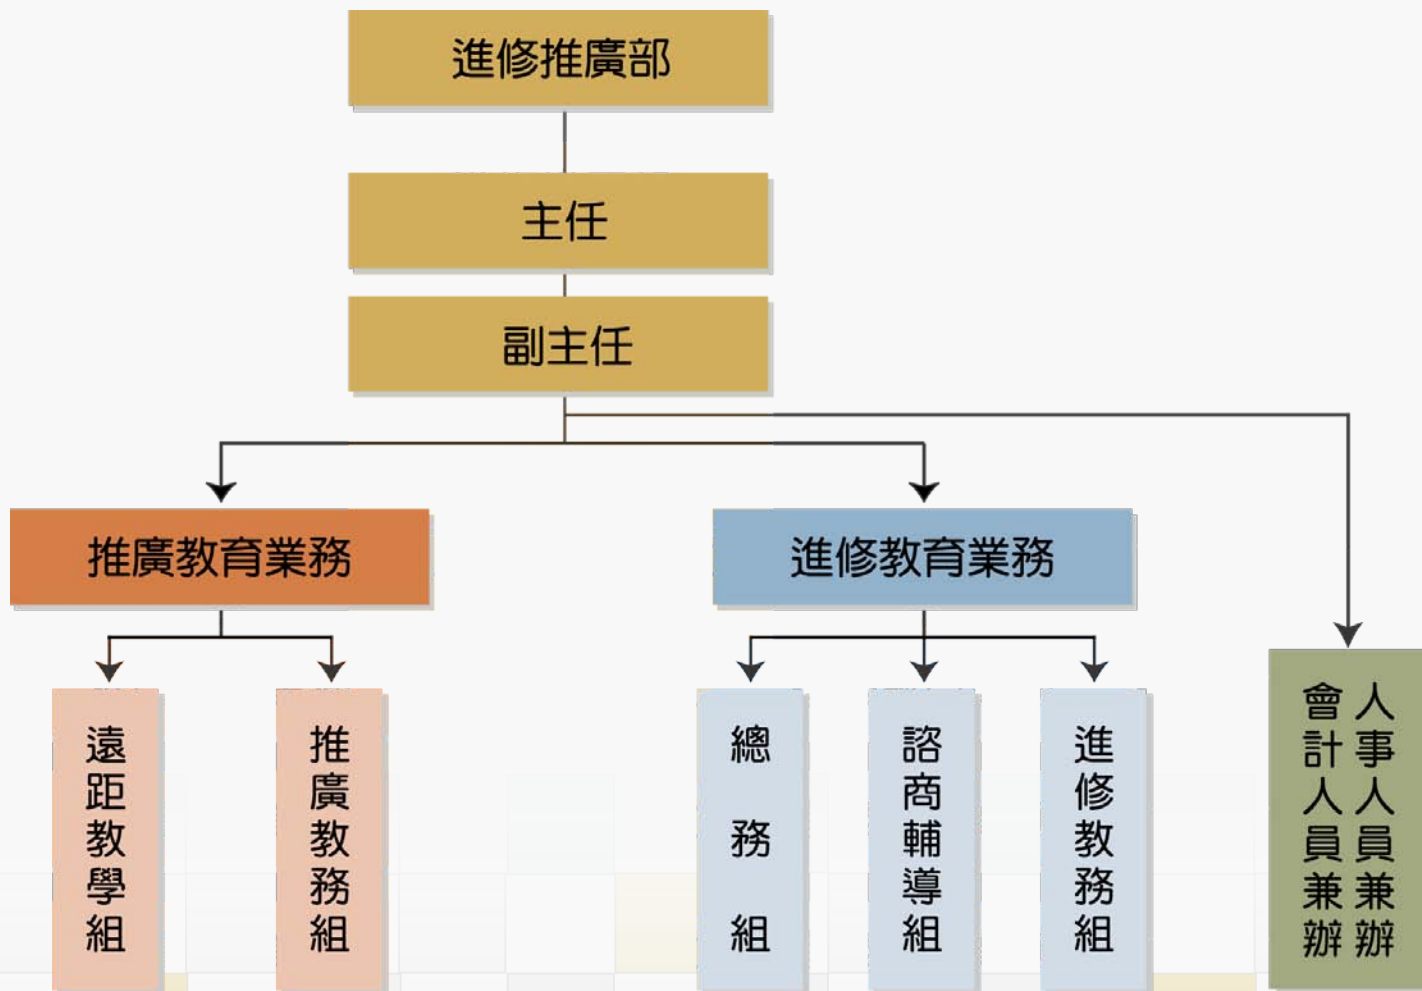 進修推廣部
主任
副主任
推廣教育業務
進修教育業務
遠距教學組
推廣教務組
總務組
諮商輔導組
進修教務組
人事人員兼辦
會計人員兼辦